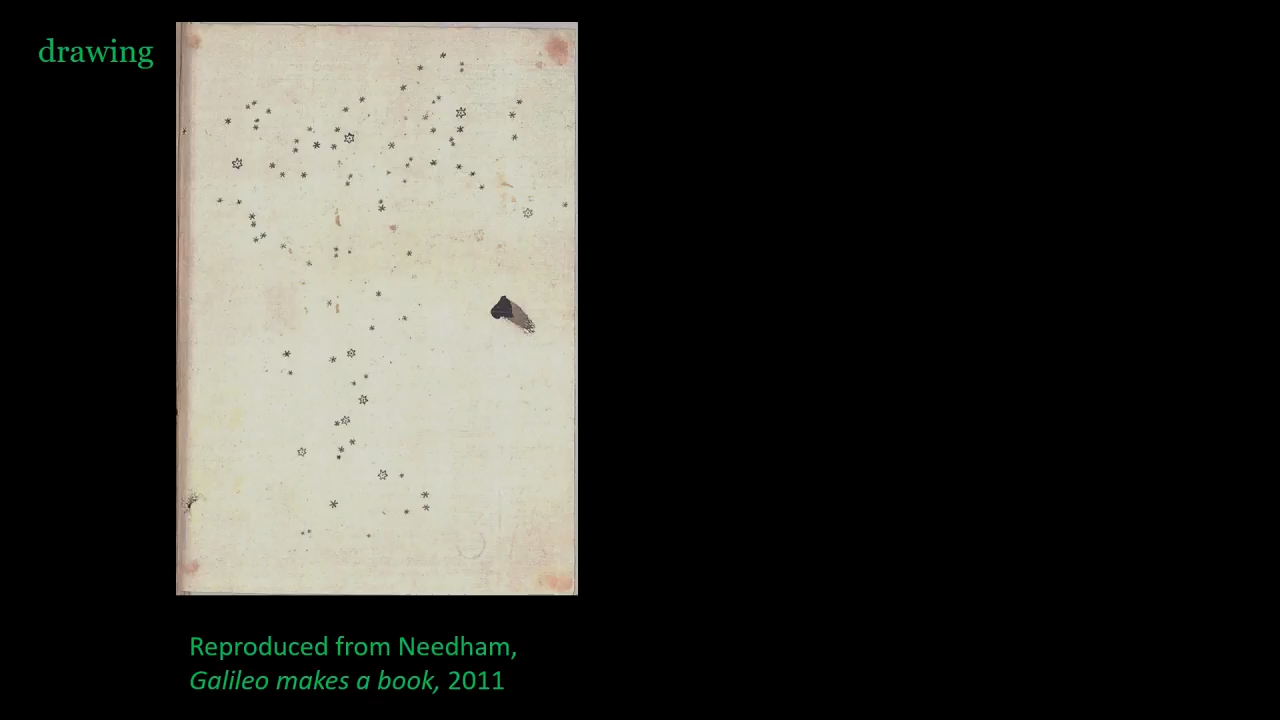 drawing
Reproduced from Needham,
Galileo makes a book, 2011